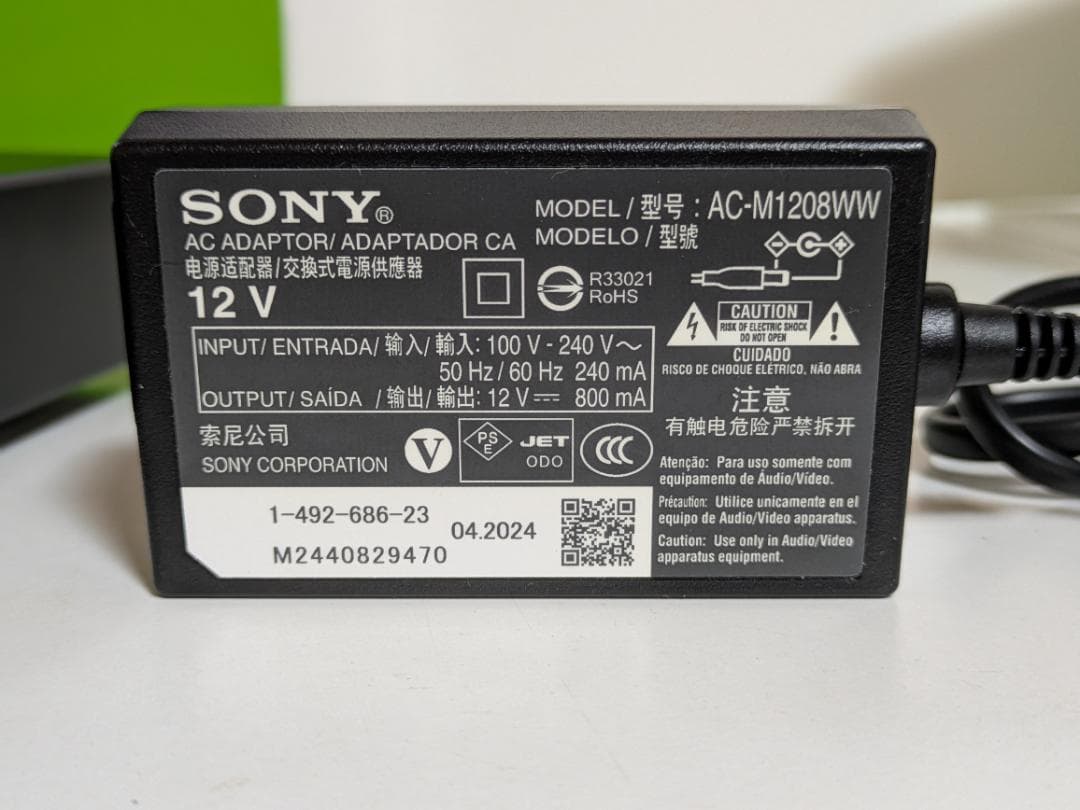 SONY®
AC ADAPTOR/ ADAPTADOR CA
电源适配器/交換式電源供應器
12 V
MODEL / 型号 : AC-M1208WW
MODELO / 型號
R33021
RoHS
INPUT/ ENTRADA/ 输入/ 輸入: 100 V - 240 V～
50 Hz / 60 Hz 240 mA
OUTPUT/ SAÍDA / 输出/ 輸出: 12 V⎓ 800 mA
CAUTION
RISK OF ELECTRIC SHOCK
DO NOT OPEN
CUIDADO
RISCO DE CHOQUE ELÉTRICO, NÃO ABRA
注意
有触电危险严禁拆开
索尼公司
SONY CORPORATION
V
PS
E
JET
ODO
CCC
Atenção: Para uso somente com
equipamento de Áudio/Vídeo.
Précaution: Utilice unicamente en el
equipo de Audio/Video apparatus.
Caution: Use only in Audio/Video
apparatus equipment.
1-492-686-23
04.2024
M2440829470